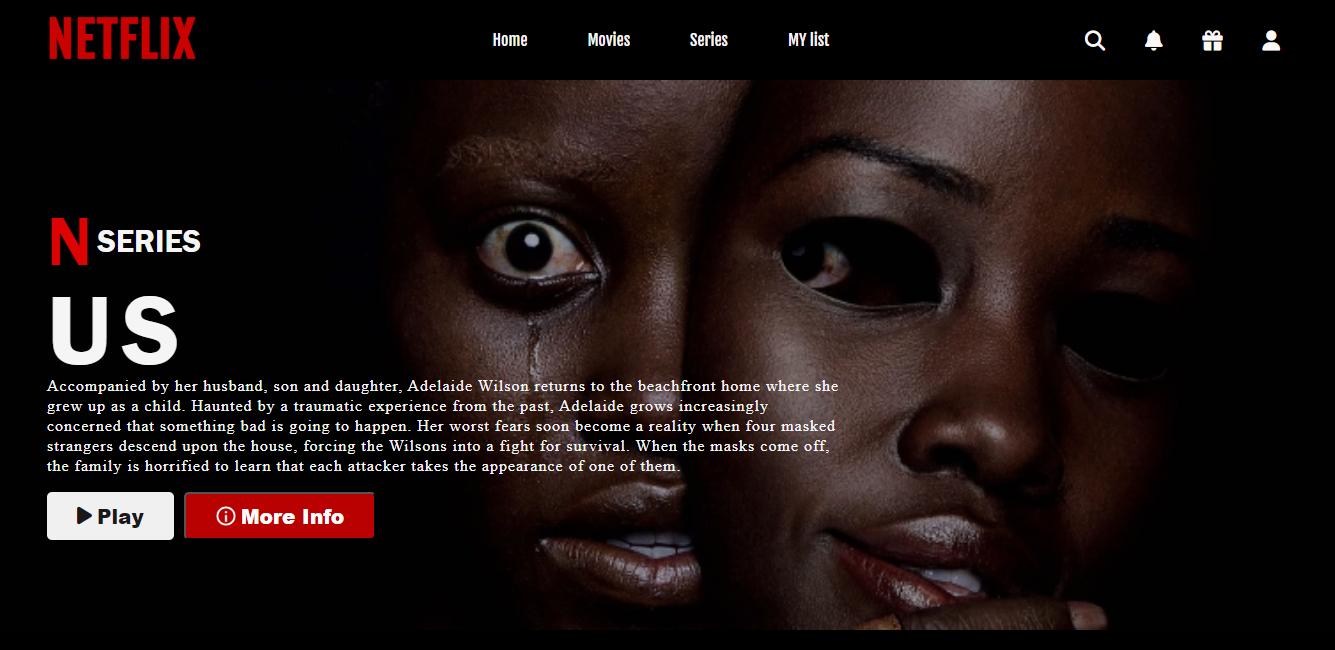 NETFLIX
Home Movies Series MY list
N SERIES
US
Accompanied by her husband, son and daughter, Adelaide Wilson returns to the beachfront home where she
grew up as a child. Haunted by a traumatic experience from the past, Adelaide grows increasingly
concerned that something bad is going to happen. Her worst fears soon become a reality when four masked
strangers descend upon the house, forcing the Wilsons into a fight for survival. When the masks come off,
the family is horrified to learn that each attacker takes the appearance of one of them.
Play More Info